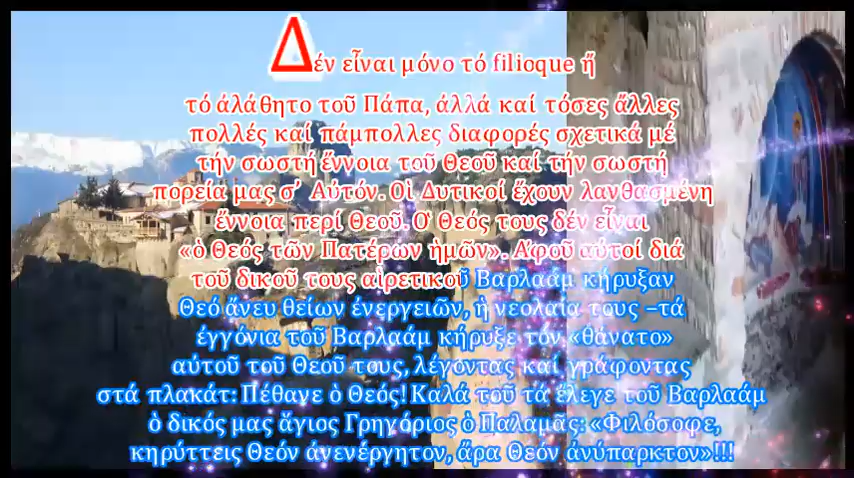 Δέν εἶναι μόνο τό filioque ἤ
τό ἀλάθητο τοῦ Πάπα, ἀλλά καί τόσες ἄλλες
πολλές καί πάμπολλες διαφορές σχετικά μέ
τήν σωστή ἔννοια τοῦ Θεοῦ καί τήν σωστή
πορεία μας σ’ Αὐτόν. Οἱ Δυτικοί ἔχουν λανθασμένη
ἔννοια περί Θεοῦ. Ὁ Θεός τους δέν εἶναι
«ὁ Θεός τῶν Πατέρων ἡμῶν». Ἀφοῦ αὐτοί διά
τοῦ δικοῦ τους αἱρετικοῦ Βαρλαάμ κήρυξαν
Θεό ἄνευ θείων ἐνεργειῶν, ἡ νεολαία τους –τά
ἐγγόνια τοῦ Βαρλαάμ κήρυξε τόν «θάνατο»
αὐτοῦ τοῦ Θεοῦ τους, λέγοντας καί γράφοντας
στά πλακάτ: Πέθανε ὁ Θεός! Καλά τοῦ τά ἔλεγε τοῦ Βαρλαάμ
ὁ δικός μας ἅγιος Γρηγόριος ὁ Παλαμᾶς: «Φιλόσοφε,
κηρύττεις Θεόν ἀνενέργητον, ἄρα Θεόν ἀνύπαρκτον»!!!